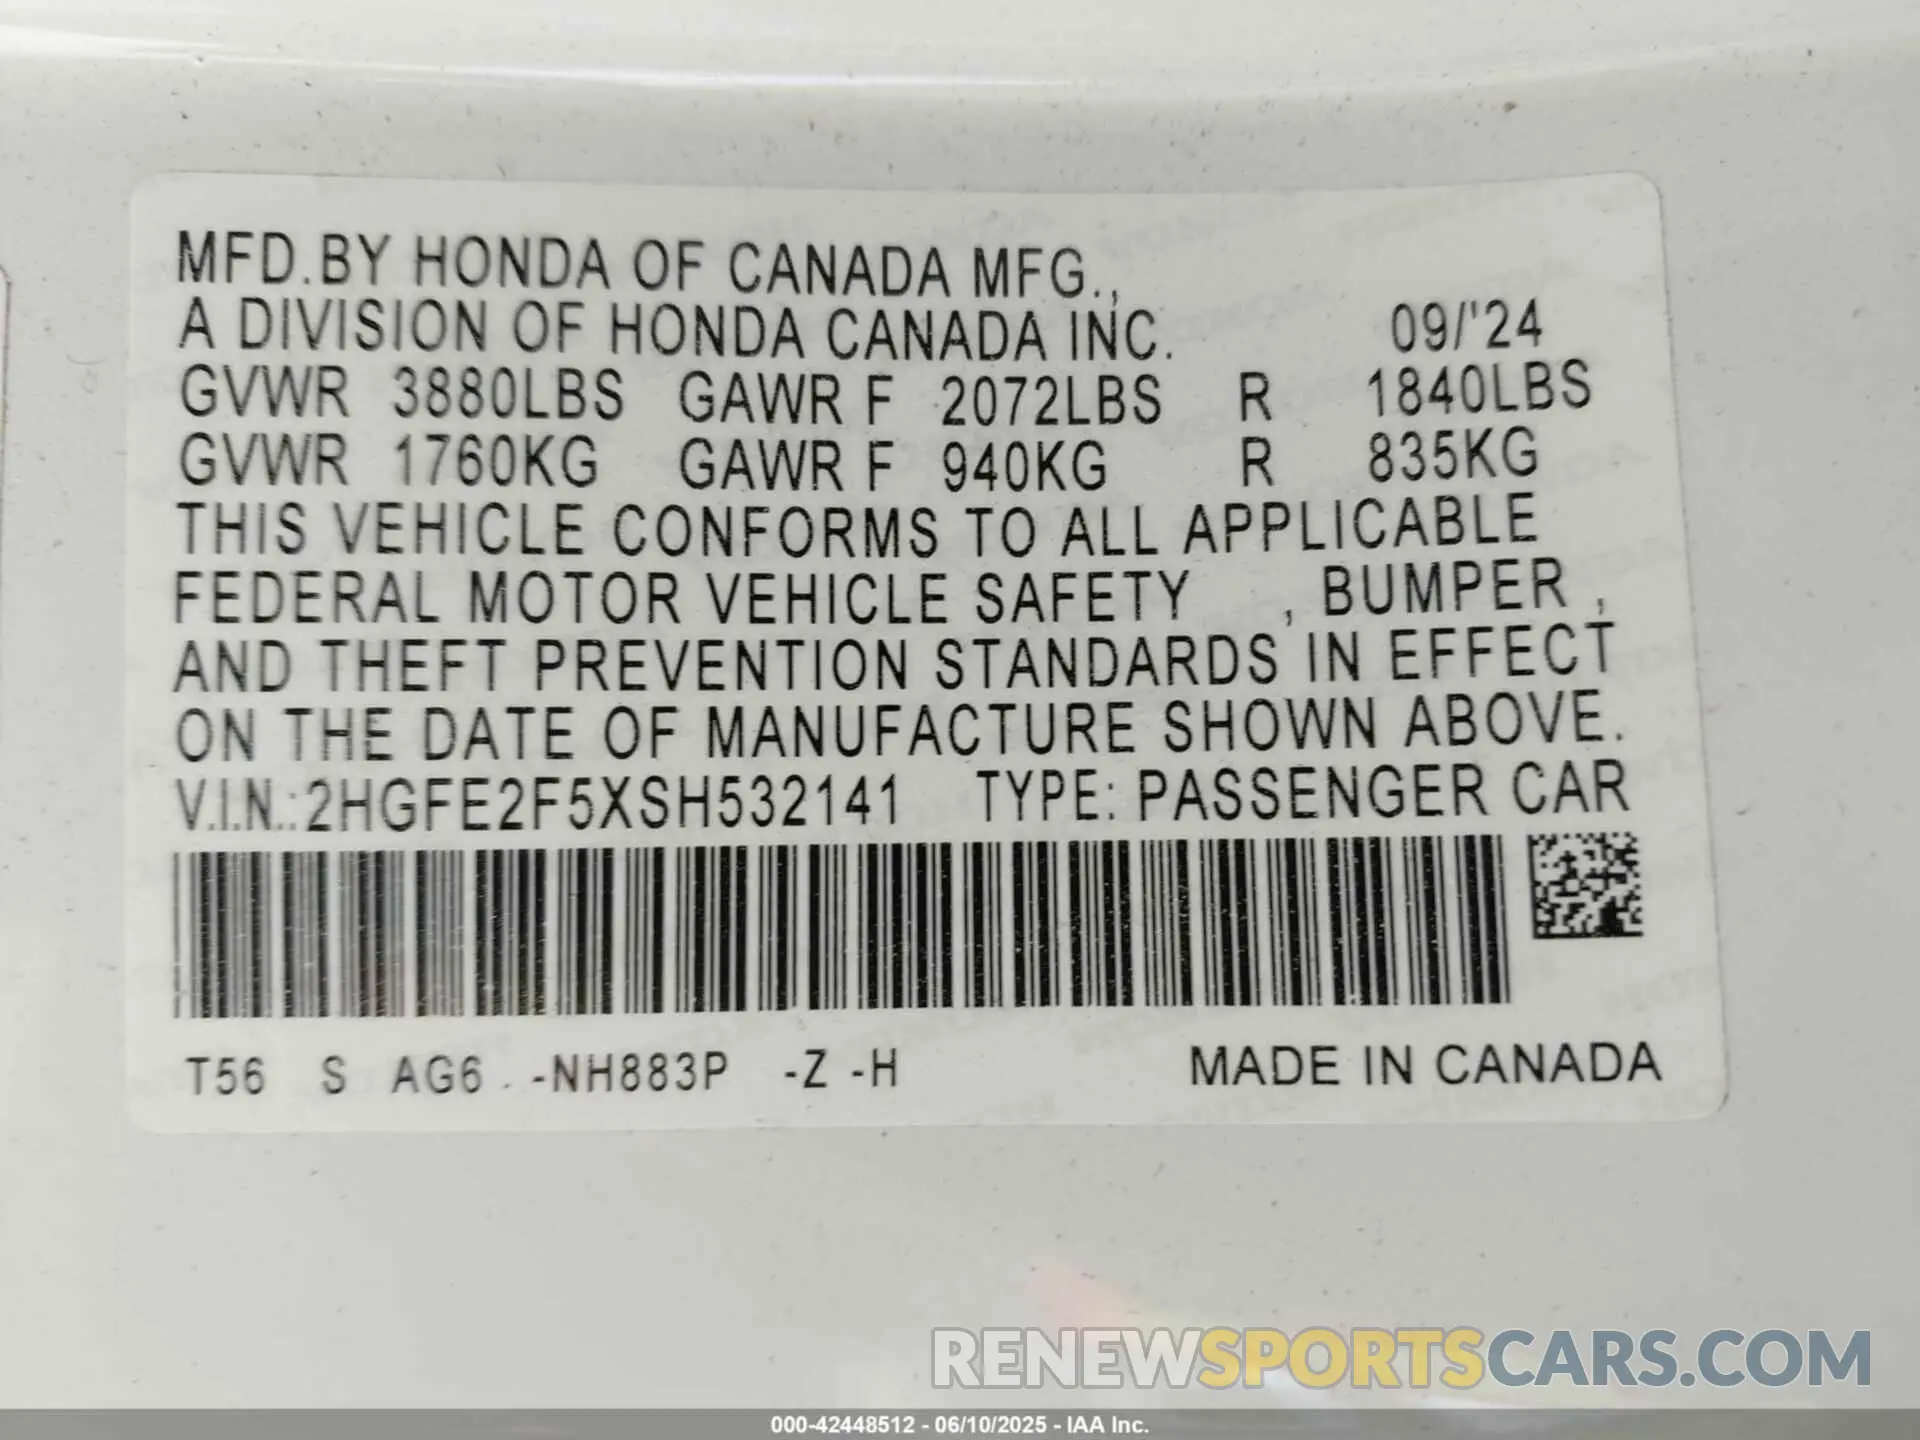 MFD.BY HONDA OF CANADA MFG.,
A DIVISION OF HONDA CANADA INC. 09/'24
GVWR 3880LBS GAWR F 2072LBS R 1840LBS
GVWR 1760KG GAWR F 940KG R 835KG
THIS VEHICLE CONFORMS TO ALL APPLICABLE
FEDERAL MOTOR VEHICLE SAFETY , BUMPER ,
AND THEFT PREVENTION STANDARDS IN EFFECT
ON THE DATE OF MANUFACTURE SHOWN ABOVE.
V.I.N.:2HGFE2F5XSH532141 TYPE: PASSENGER CAR
T56 S AG6 -NH883P -Z -H MADE IN CANADA
RENEWSPORTSCARS.COM
000-42448512 - 06/10/2025 - IAA Inc.